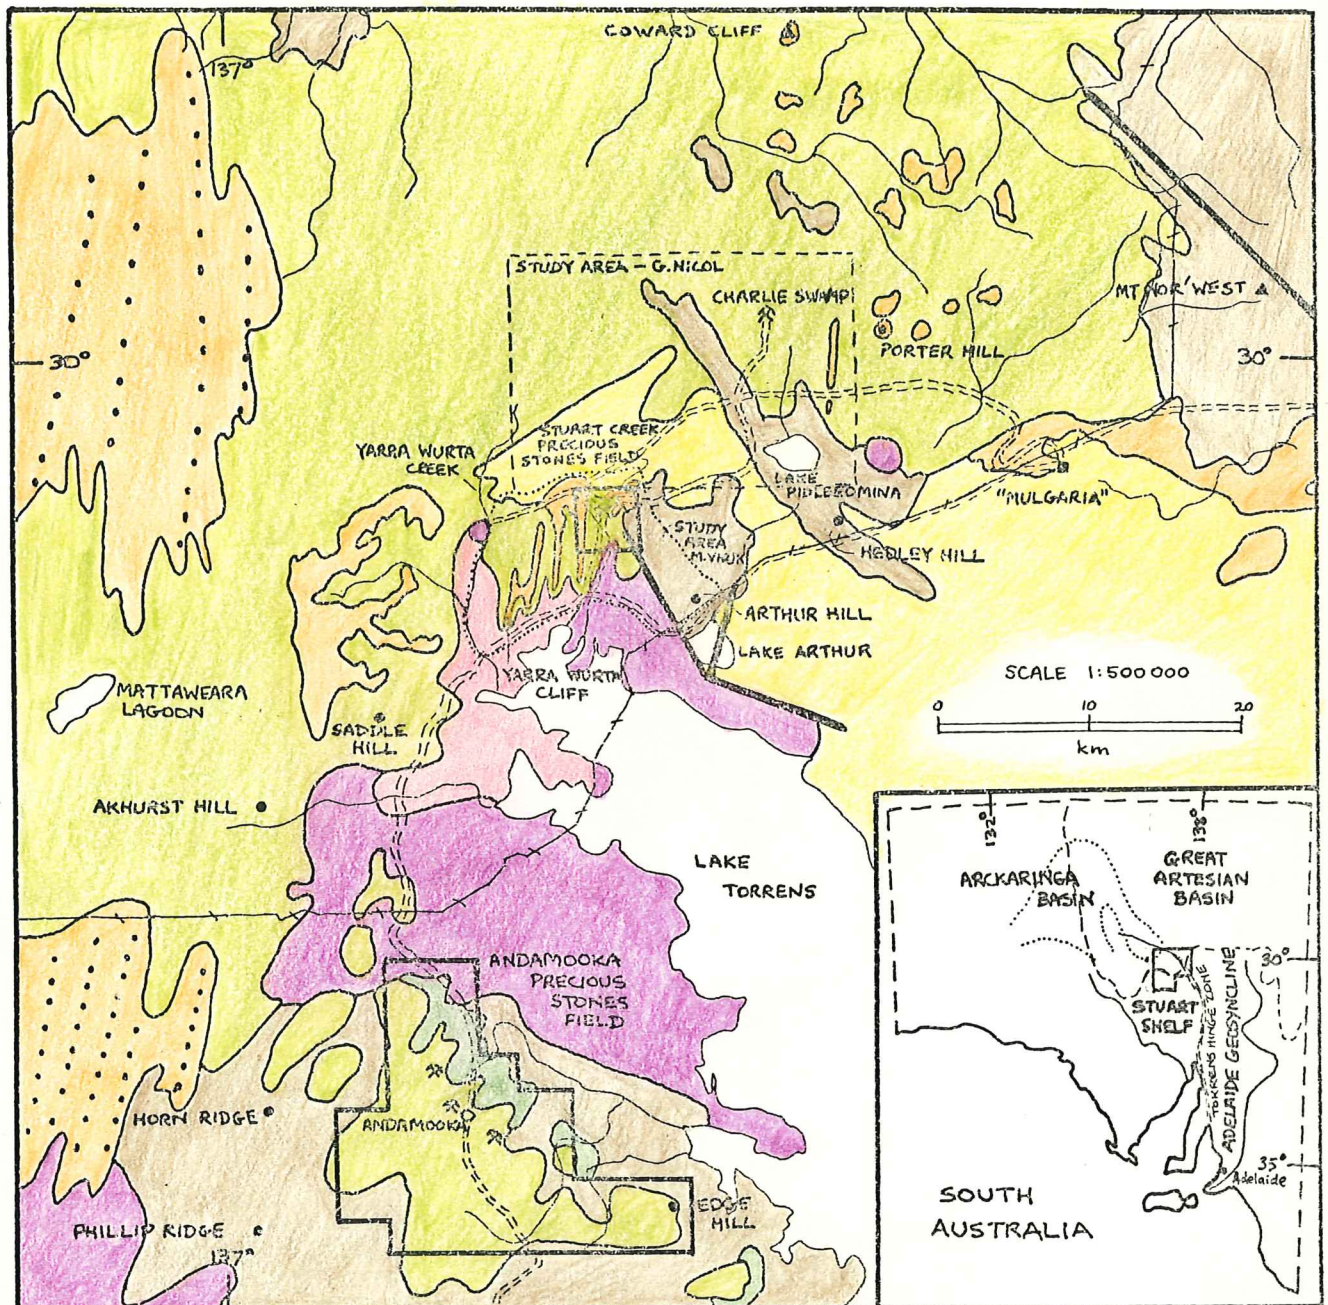 COWARD CLIFF
137°
STUDY AREA - G. NICOL
CHARLIE SWAMP
MT NOR'WEST
30°
30°
PORTER HILL
STUART CREEK
PRECIOUS
STONES FIELD
YARRA WURTA
CREEK
LAKE
PIDLEEOMINA
"MULGARIA"
STUDY
AREA
HEDLEY HILL
ARTHUR HILL
LAKE ARTHUR
YARRA WURTA
CLIFF
SCALE 1:500 000
0 10 20
km
MATTAWEARA
LAGOON
SADDLE
HILL
AKHURST HILL
LAKE
TORRENS
ANDAMOOKA
PRECIOUS
STONES
FIELD
HORN RIDGE
ANDAMOOKA
PHILLIP RIDGE
EDGE
HILL
137°
132°
138°
ARCKARINGA
BASIN
GREAT
ARTESIAN
BASIN
30°
STUART
SHELF
TORRENS HINGE ZONE
ADELAIDE GEOSYNCLINE
35°
Adelaide
SOUTH
AUSTRALIA